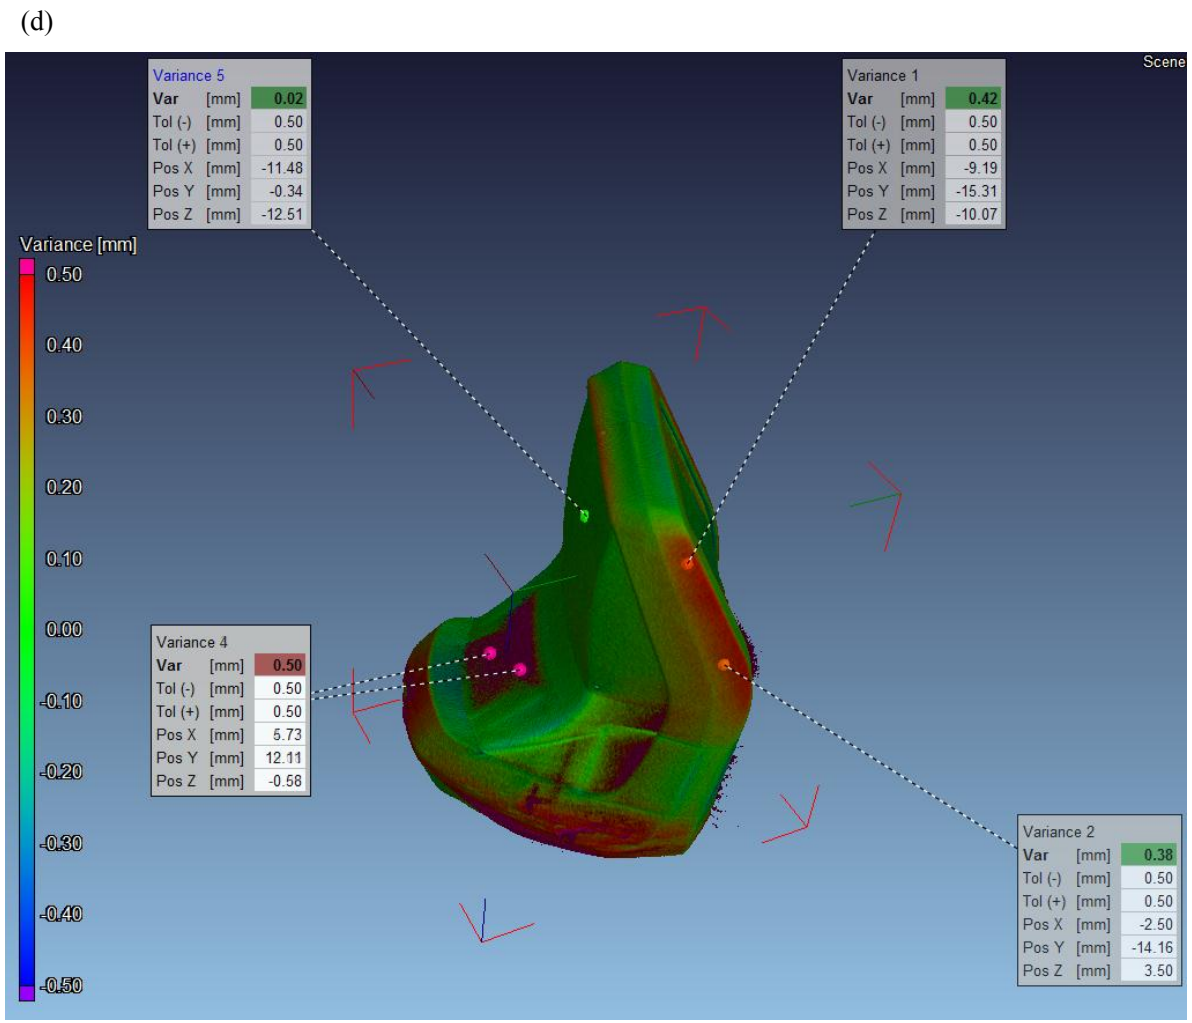 (d)
Scene
Variance 5
Var [mm] 0.02
Tol (-) [mm] 0.50
Tol (+) [mm] 0.50
Pos X [mm] -11.48
Pos Y [mm] -0.34
Pos Z [mm] -12.51
Variance 1
Var [mm] 0.42
Tol (-) [mm] 0.50
Tol (+) [mm] 0.50
Pos X [mm] -9.19
Pos Y [mm] -15.31
Pos Z [mm] -10.07
Variance [mm]
0.50
0.40
0.30
0.20
0.10
0.00
-0.10
-0.20
-0.30
-0.40
-0.50
Variance 4
Var [mm] 0.50
Tol (-) [mm] 0.50
Tol (+) [mm] 0.50
Pos X [mm] 5.73
Pos Y [mm] 12.11
Pos Z [mm] -0.58
Variance 2
Var [mm] 0.38
Tol (-) [mm] 0.50
Tol (+) [mm] 0.50
Pos X [mm] -2.50
Pos Y [mm] -14.16
Pos Z [mm] 3.50